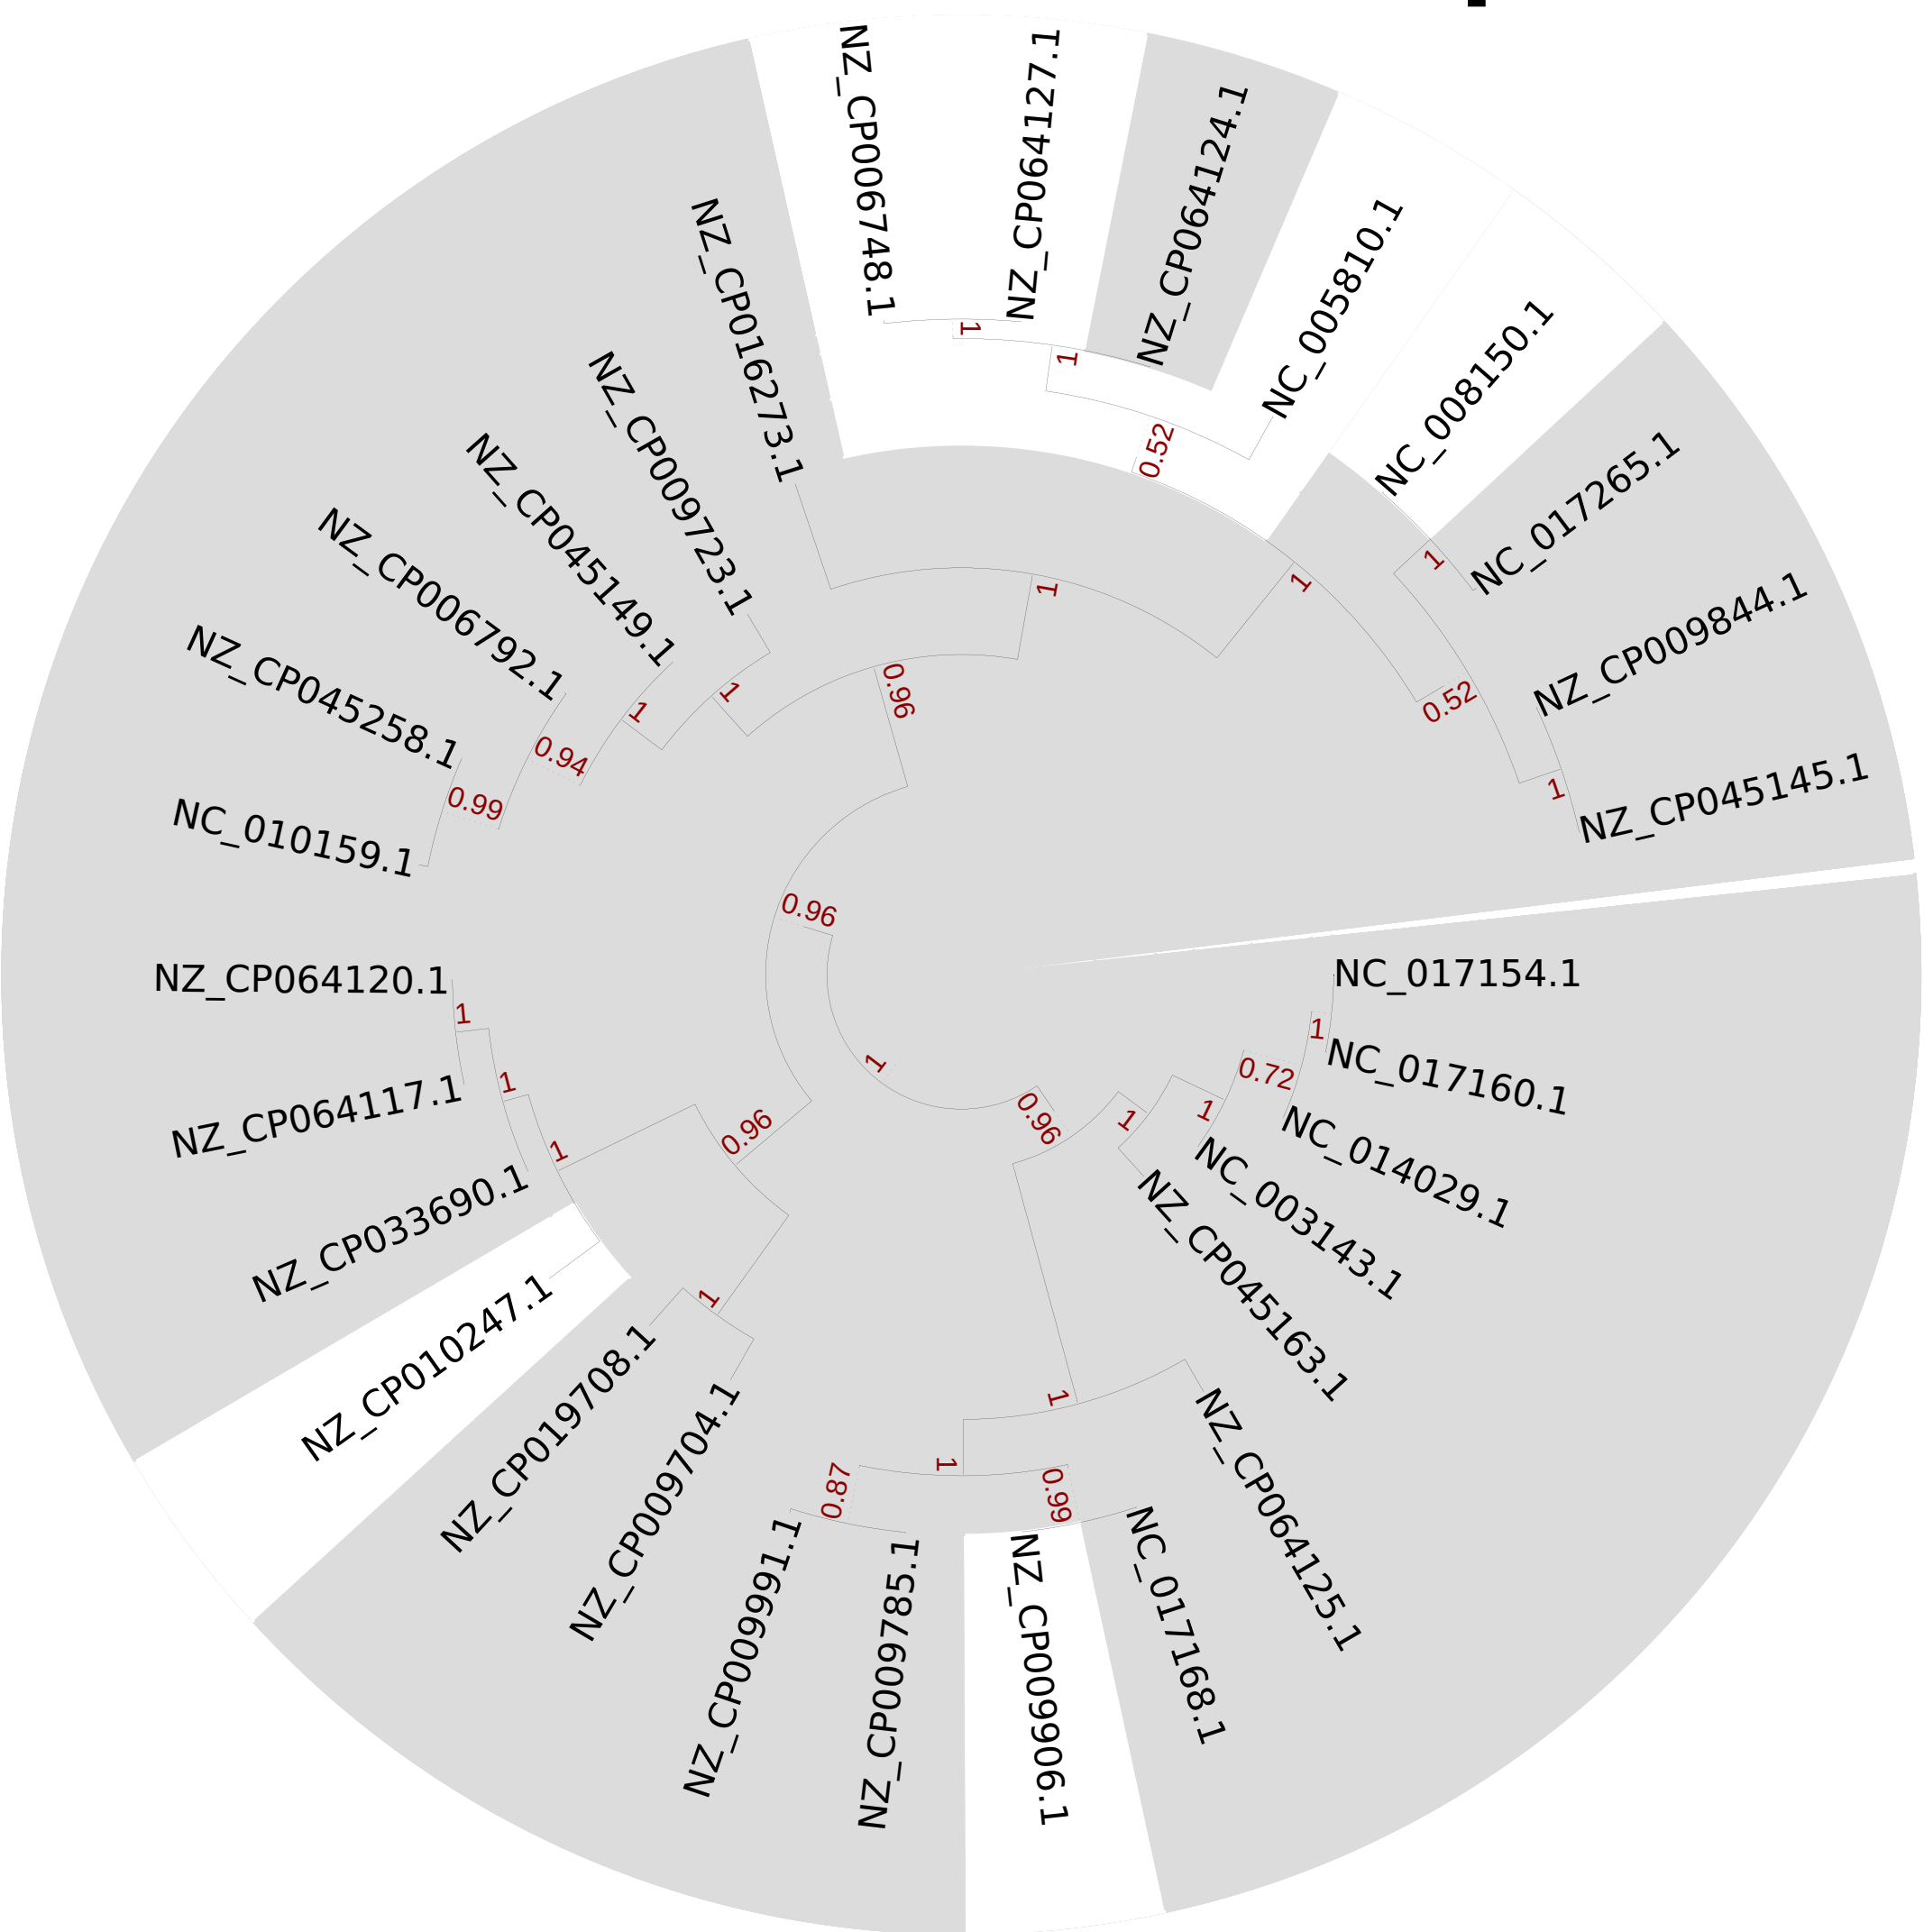 NZ_CP006748.1
NZ_CP064127.1
1
NZ_CP064124.1
1
NC_005810.1
0.52
NC_008150.1
NC_017265.1
1
NZ_CP009844.1
NZ_CP045145.1
1
0.52
1
NZ_CP016273.1
1
NZ_CP009723.1
NZ_CP045149.1
1
NZ_CP006792.1
1
0.96
NZ_CP045258.1
0.94
NC_010159.1
0.99
0.96
NZ_CP064120.1
1
NZ_CP064117.1
1
NZ_CP033690.1
1
NZ_CP010247.1
0.96
NZ_CP019708.1
1
NZ_CP009704.1
1
NC_017154.1
1
NC_017160.1
0.72
NC_014029.1
1
NC_003143.1
1
NZ_CP045163.1
0.96
1
NZ_CP064125.1
1
0.99
NC_017168.1
NZ_CP009906.1
0.87
NZ_CP009785.1
NZ_CP009991.1